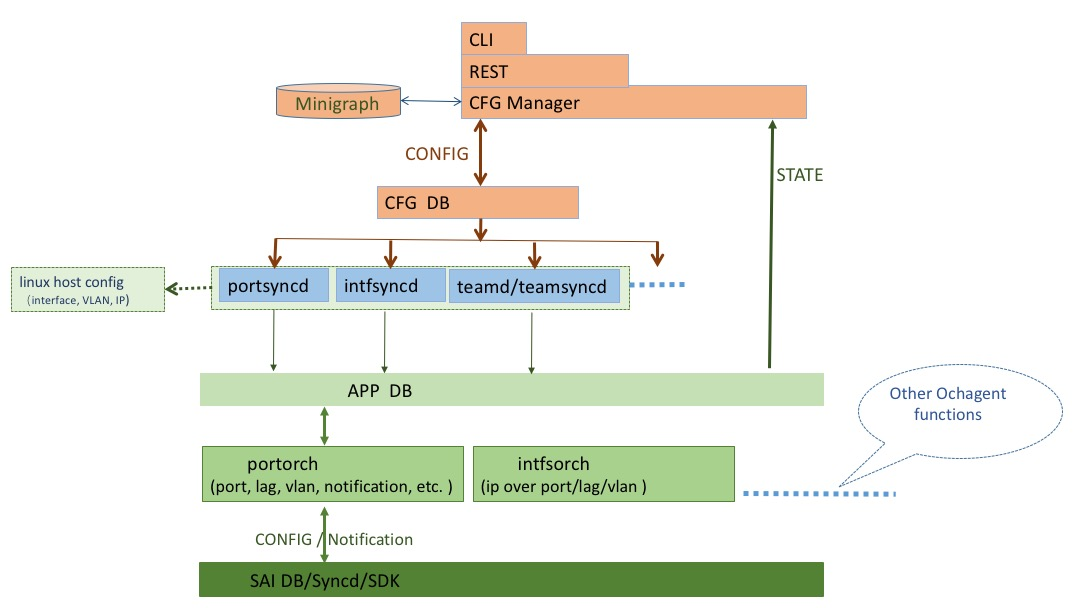 CLI
REST
Minigraph
CFG Manager
CONFIG
STATE
CFG DB
linux host config
(interface, VLAN, IP)
portsyncd
intfsyncd
teamd/teamsyncd
APP DB
Other Ochagent
functions
portorch
(port, lag, vlan, notification, etc. )
intfsorch
(ip over port/lag/vlan )
CONFIG / Notification
SAI DB/Syncd/SDK